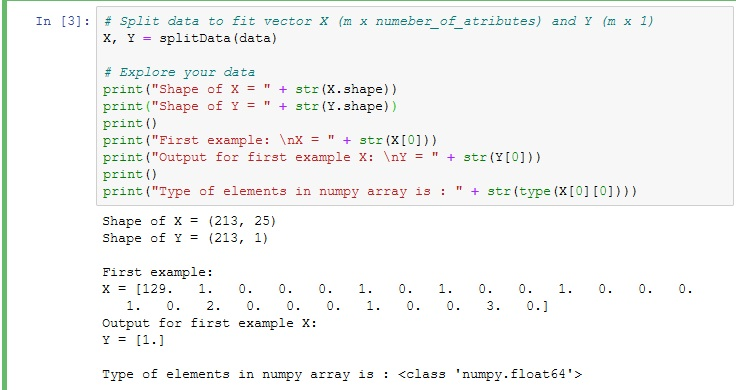 In [3]: # Split data to fit vector X (m x numeber_of_atributes) and Y (m x 1)
X, Y = splitData(data)
# Explore your data
print("Shape of X = " + str(X.shape))
print("Shape of Y = " + str(Y.shape))
print()
print("First example: \nX = " + str(X[0]))
print("Output for first example X: \nY = " + str(Y[0]))
print()
print("Type of elements in numpy array is : " + str(type(X[0][0])))
Shape of X = (213, 25)
Shape of Y = (213, 1)
First example:
X = [129. 1. 0. 0. 0. 1. 0. 1. 0. 0. 1. 0. 0. 0.
1. 0. 2. 0. 0. 0. 1. 0. 0. 3. 0.]
Output for first example X:
Y = [1.]
Type of elements in numpy array is : <class 'numpy.float64'>